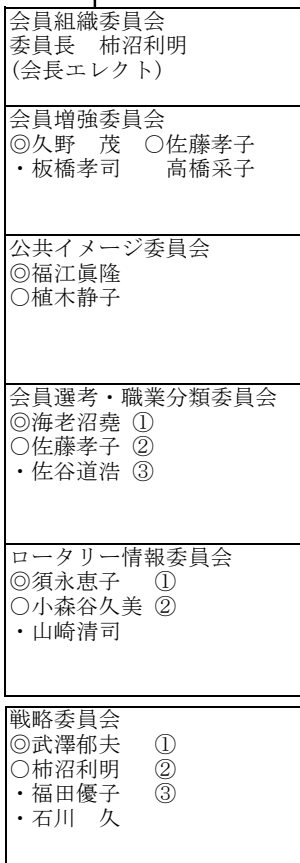 会員組織委員会
委員長　柿沼利明
(会長エレクト)
会員増強委員会
◎久野　茂　○佐藤孝子
・板橋孝司　　高橋采子
公共イメージ委員会
◎福江眞隆
○植木静子
会員選考・職業分類委員会
◎海老沼堯 ①
○佐藤孝子 ②
・佐谷道浩 ③
ロータリー情報委員会
◎須永恵子　 ①
○小森谷久美 ②
・山崎清司
戦略委員会
◎武澤郁夫　 ①
○柿沼利明　 ②
・福田優子　 ③
・石川　久